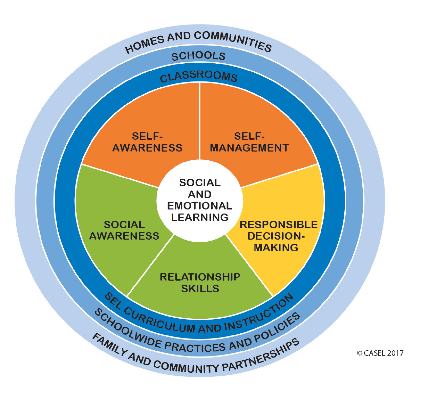 HOMES AND COMMUNITIES
SCHOOLS
CLASSROOMS
SELF-
AWARENESS
SELF-
MANAGEMENT
SOCIAL
AND
EMOTIONAL
LEARNING
SOCIAL
AWARENESS
RESPONSIBLE
DECISION-
MAKING
RELATIONSHIP
SKILLS
SEL CURRICULUM AND INSTRUCTION
SCHOOLWIDE PRACTICES AND POLICIES
FAMILY AND COMMUNITY PARTNERSHIPS
© CASEL 2017